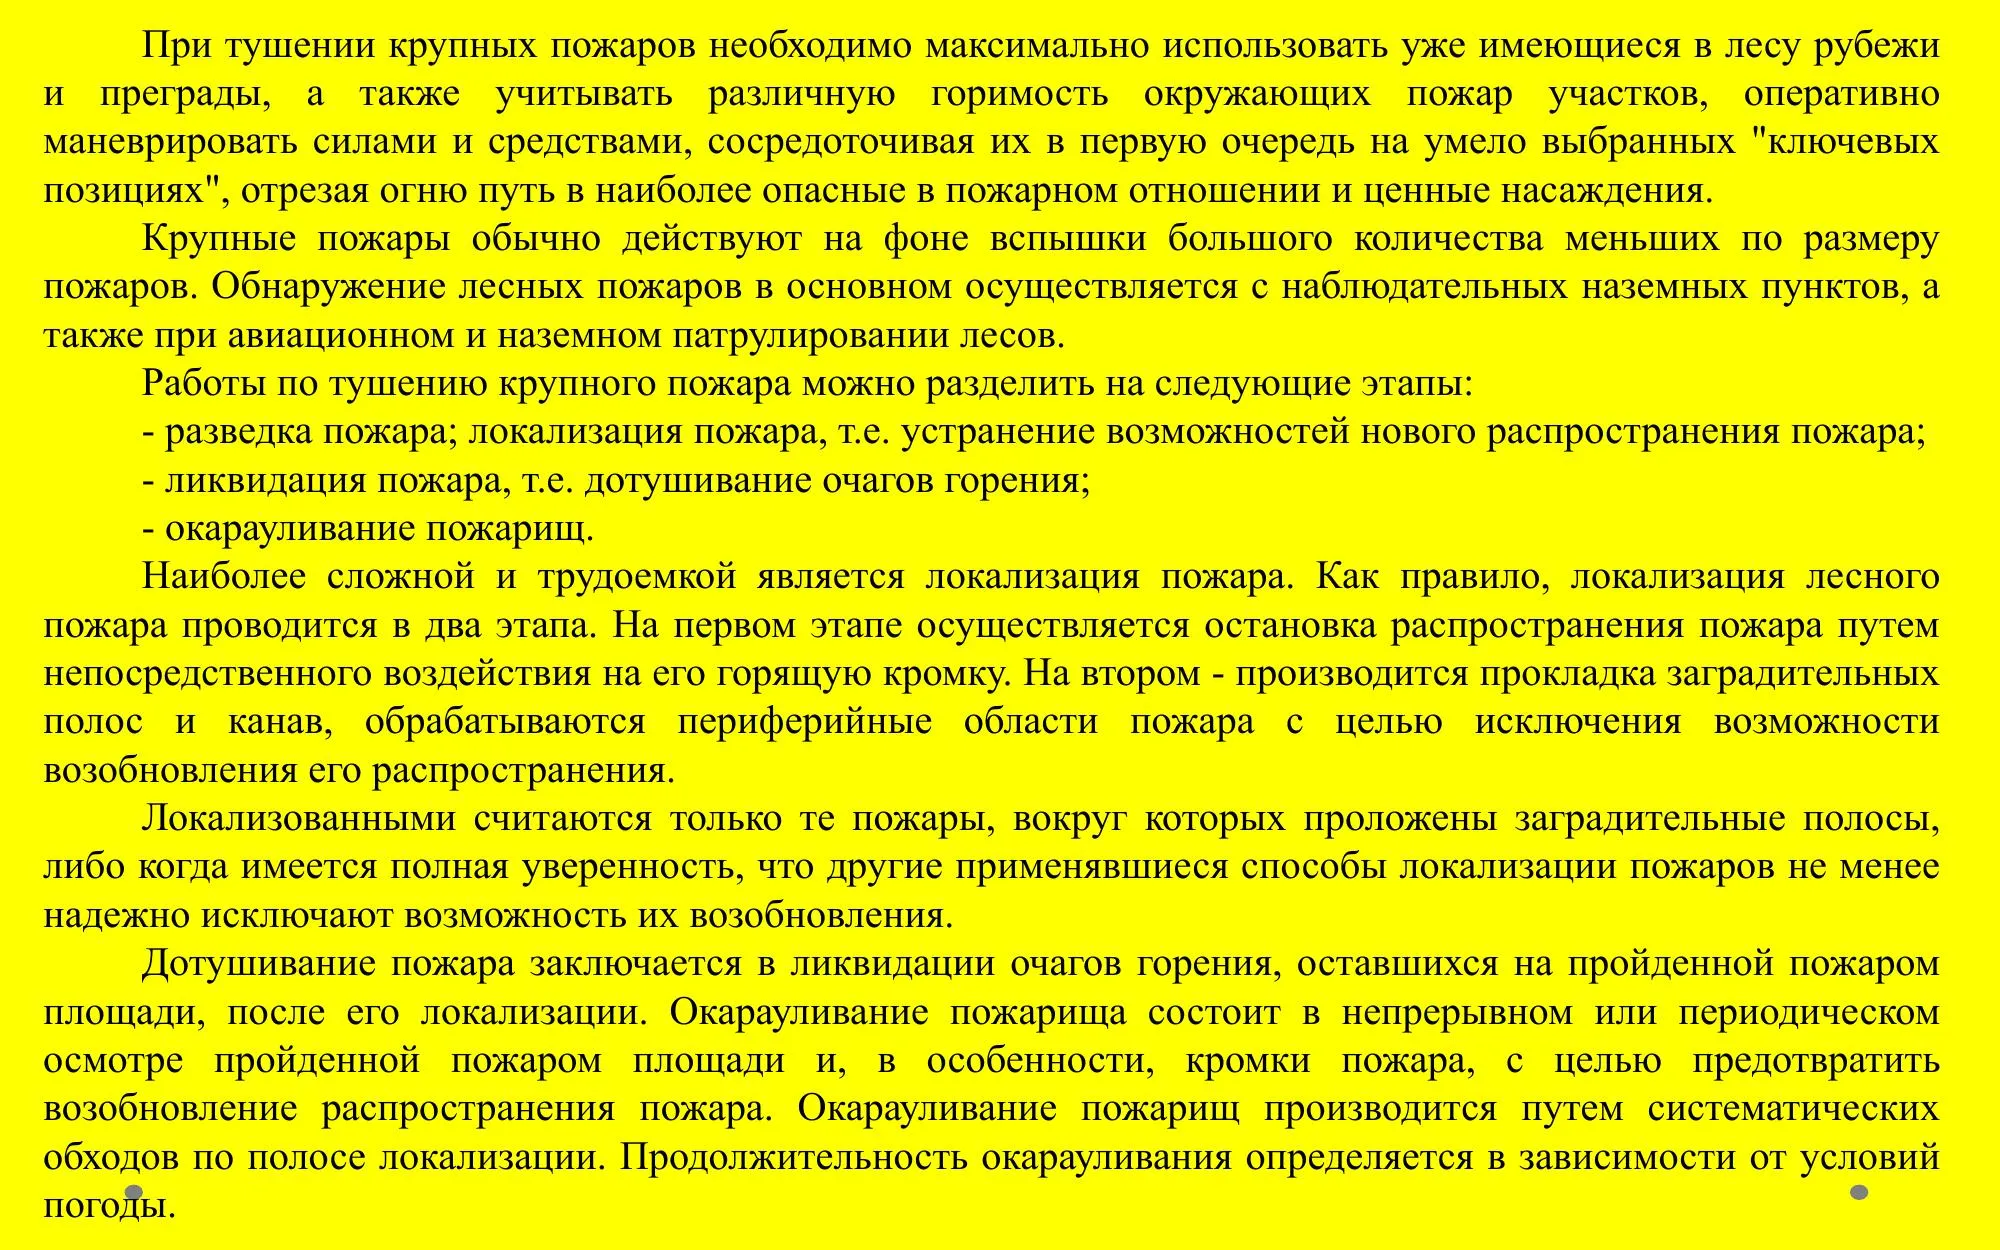 При тушении крупных пожаров необходимо максимально использовать уже имеющиеся в лесу рубежи
и преграды, а также учитывать различную горимость окружающих пожар участков, оперативно
маневрировать силами и средствами, сосредоточивая их в первую очередь на умело выбранных "ключевых
позициях", отрезая огню путь в наиболее опасные в пожарном отношении и ценные насаждения.
Крупные пожары обычно действуют на фоне вспышки большого количества меньших по размеру
пожаров. Обнаружение лесных пожаров в основном осуществляется с наблюдательных наземных пунктов, а
также при авиационном и наземном патрулировании лесов.
Работы по тушению крупного пожара можно разделить на следующие этапы:
- разведка пожара; локализация пожара, т.е. устранение возможностей нового распространения пожара;
- ликвидация пожара, т.е. дотушивание очагов горения;
- окарауливание пожарищ.
Наиболее сложной и трудоемкой является локализация пожара. Как правило, локализация лесного
пожара проводится в два этапа. На первом этапе осуществляется остановка распространения пожара путем
непосредственного воздействия на его горящую кромку. На втором - производится прокладка заградительных
полос и канав, обрабатываются периферийные области пожара с целью исключения возможности
возобновления его распространения.
Локализованными считаются только те пожары, вокруг которых проложены заградительные полосы,
либо когда имеется полная уверенность, что другие применявшиеся способы локализации пожаров не менее
надежно исключают возможность их возобновления.
Дотушивание пожара заключается в ликвидации очагов горения, оставшихся на пройденной пожаром
площади, после его локализации. Окарауливание пожарища состоит в непрерывном или периодическом
осмотре пройденной пожаром площади и, в особенности, кромки пожара, с целью предотвратить
возобновление распространения пожара. Окарауливание пожарищ производится путем систематических
обходов по полосе локализации. Продолжительность окарауливания определяется в зависимости от условий
погоды.